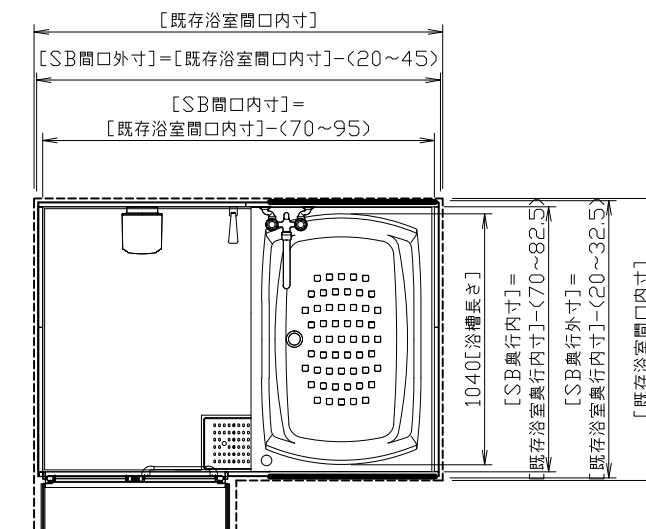 [既存浴室間口内寸]
[SB間口外寸]=[既存浴室間口内寸]-(20~45)
[SB間口内寸]=
[既存浴室間口内寸]-(70~95)
1040[浴槽長さ]
[SB奥行内寸]=
[既存浴室奥行内寸]-(70~82.5)
[SB奥行外寸]=
[既存浴室奥行内寸]-(20~32.5)
[既存浴室間口内寸]